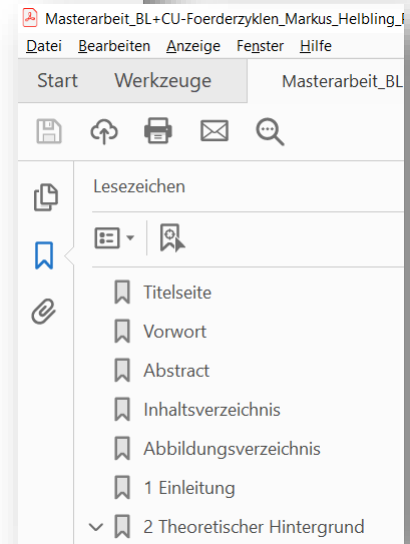 Masterarbeit_BL+CU-Foerderzyklen_Markus_Helbling_
Datei Bearbeiten Anzeige Fenster Hilfe
Start Werkzeuge Masterarbeit_BL
Lesezeichen
Titelseite
Vorwort
Abstract
Inhaltsverzeichnis
Abbildungsverzeichnis
1 Einleitung
2 Theoretischer Hintergrund